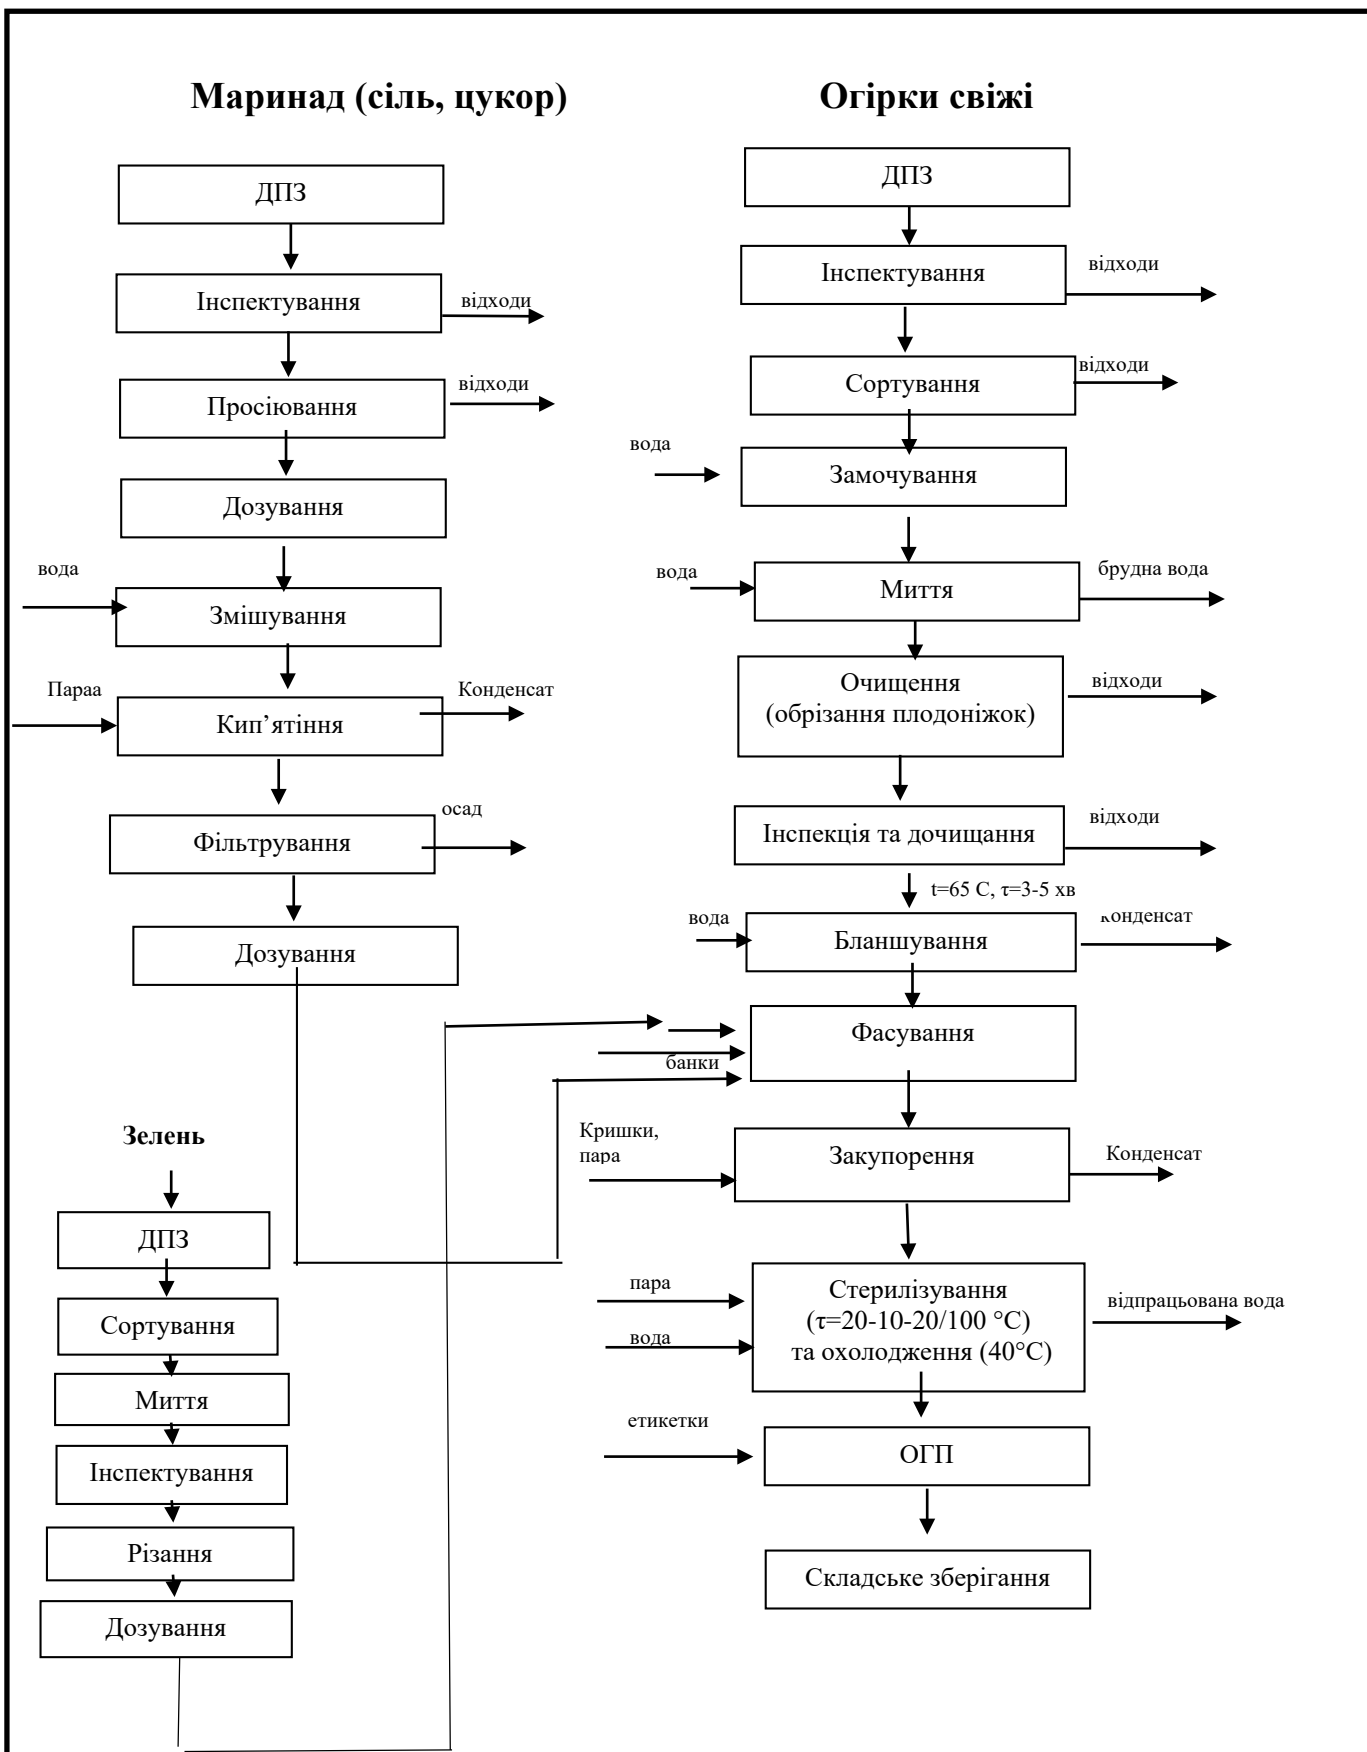 Маринад (сіль, цукор)
ДПЗ
Інспектування
відходи
Просіювання
відходи
Дозування
вода
Змішування
Параа
Конденсат
Кип’ятіння
осад
Фільтрування
Дозування
Зелень
ДПЗ
Сортування
Миття
Інспектування
Різання
Дозування
Огірки свіжі
ДПЗ
Інспектування
відходи
Сортування
відходи
вода
Замочування
вода
Миття
брудна вода
Очищення
(обрізання плодоніжок)
відходи
Інспекція та дочищання
відходи
t=65 С, τ=3-5 хв
вода
Бланшування
конденсат
Фасування
банки
Кришки,
пара
Закупорення
Конденсат
пара
вода
Стерилізування
(τ=20-10-20/100 °С)
та охолодження (40°С)
відпрацьована вода
етикетки
ОГП
Складське зберігання